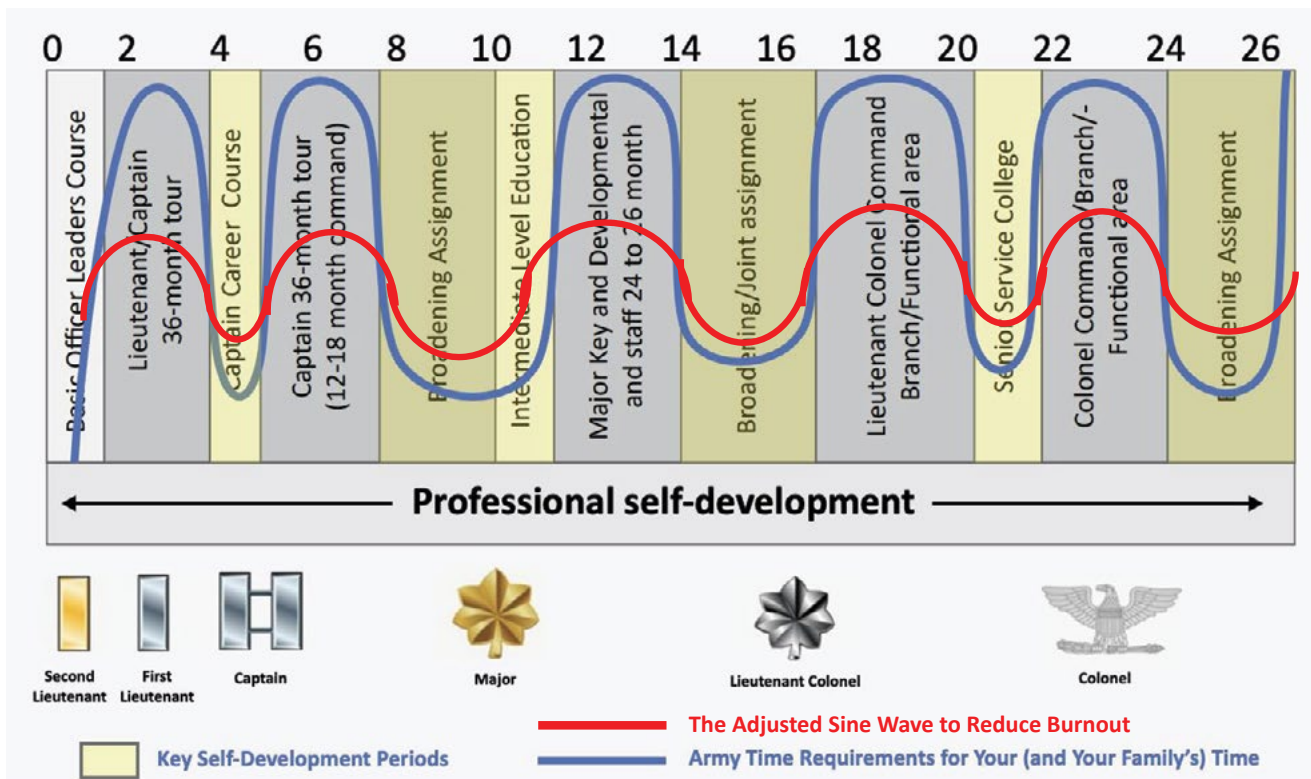 0 2 4 6 8 10 12 14 16 18 20 22 24 26
Basic Officer Leaders Course
Lieutenant/Captain
36-month tour
Captain Career Course
Captain 36-month tour
(12-18 month command)
Broadening Assignment
Intermediate Level Education
Major Key and Developmental
and staff 24 to 26 month
Broadening/Joint assignment
Lieutenant Colonel Command
Branch/Functional area
Senior Service College
Colonel Command/Branch/-
Functional area
Broadening Assignment
Professional self-development
Second
Lieutenant
First
Lieutenant
Captain
Major
Lieutenant Colonel
Colonel
The Adjusted Sine Wave to Reduce Burnout
Key Self-Development Periods
Army Time Requirements for Your (and Your Family's) Time